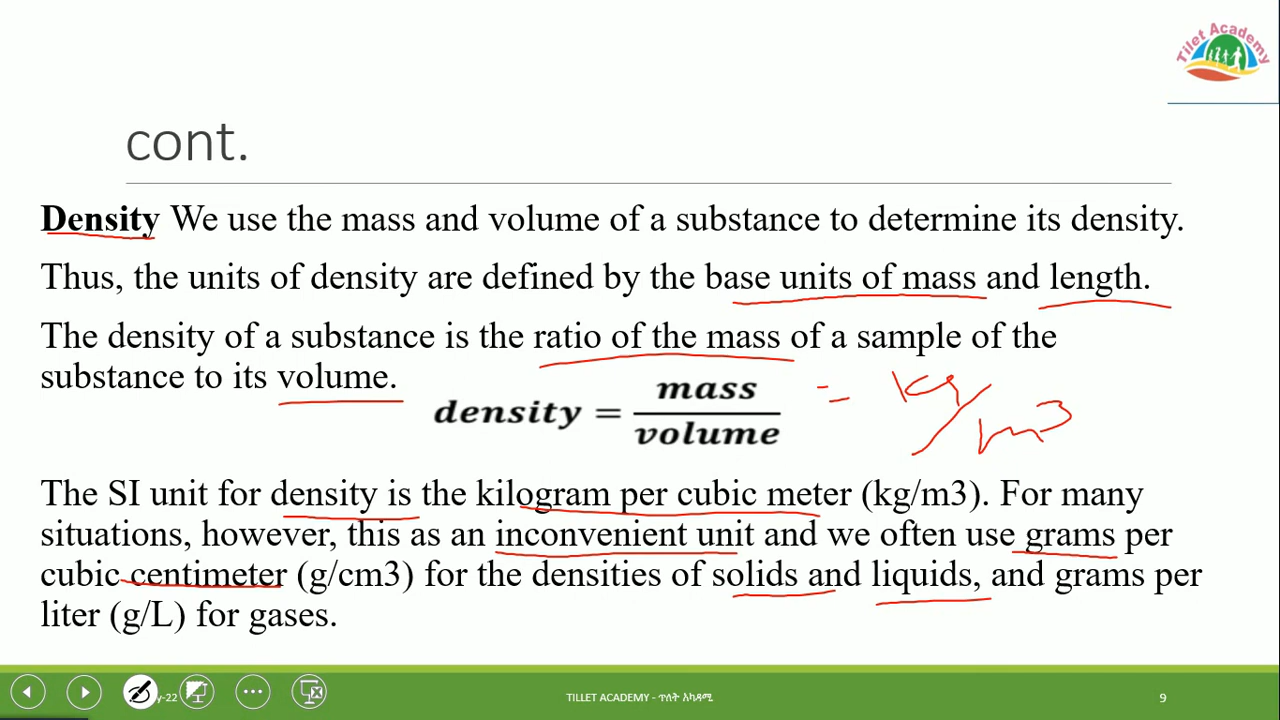 Tilet Academy
cont.
Density We use the mass and volume of a substance to determine its density.
Thus, the units of density are defined by the base units of mass and length.
The density of a substance is the ratio of the mass of a sample of the
substance to its volume.
density = mass / volume = kg/m3
The SI unit for density is the kilogram per cubic meter (kg/m3). For many
situations, however, this as an inconvenient unit and we often use grams per
cubic centimeter (g/cm3) for the densities of solids and liquids, and grams per
liter (g/L) for gases.
y-22
TILLET ACADEMY - ጥለት አካዳሚ
9